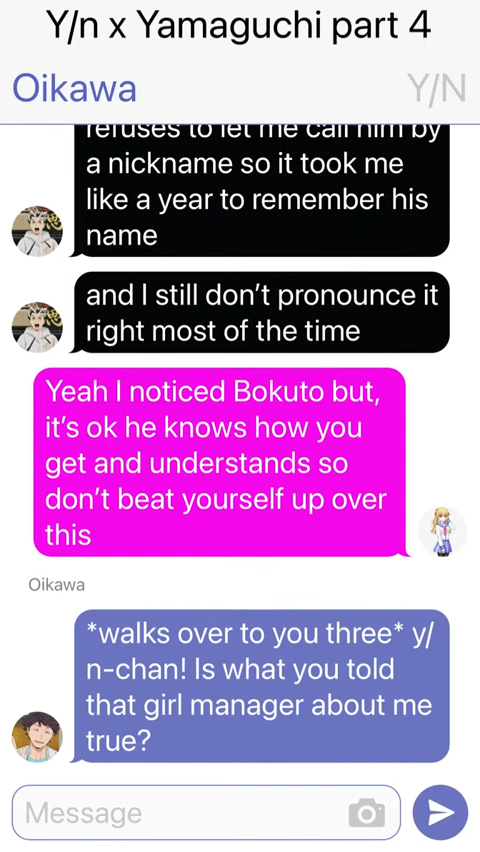 Y/n x Yamaguchi part 4
Oikawa
Y/N
refuses to let me call him by
a nickname so it took me
like a year to remember his
name
and I still don't pronounce it
right most of the time
Yeah I noticed Bokuto but,
it's ok he knows how you
get and understands so
don't beat yourself up over
this
Oikawa
*walks over to you three* y/
n-chan! Is what you told
that girl manager about me
true?
Message